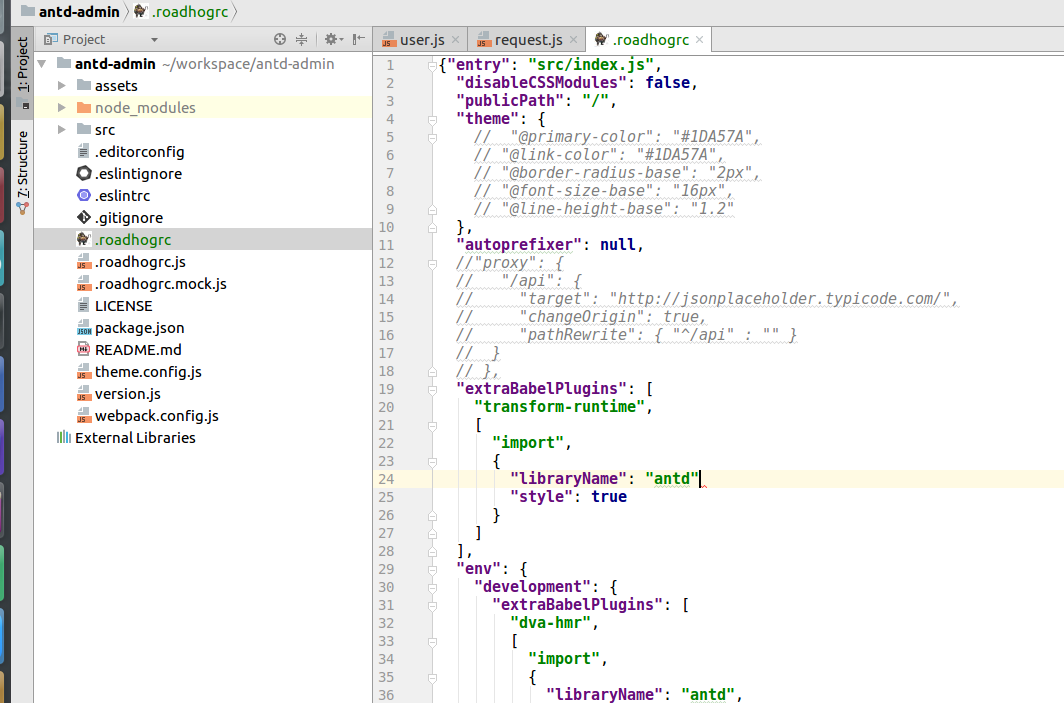 antd-admin .roadhogrc
1: Project
7: Structure
Project
antd-admin ~/workspace/antd-admin
assets
node_modules
src
.editorconfig
.eslintignore
.eslintrc
.gitignore
.roadhogrc
.roadhogrc.js
.roadhogrc.mock.js
LICENSE
package.json
README.md
theme.config.js
version.js
webpack.config.js
External Libraries
user.js request.js .roadhogrc
1 {"entry": "src/index.js",
2 "disableCSSModules": false,
3 "publicPath": "/",
4 "theme": {
5 // "@primary-color": "#1DA57A",
6 // "@link-color": "#1DA57A",
7 // "@border-radius-base": "2px",
8 // "@font-size-base": "16px",
9 // "@line-height-base": "1.2"
10 },
11 "autoprefixer": null,
12 //"proxy": {
13 // "/api": {
14 // "target": "http://jsonplaceholder.typicode.com/",
15 // "changeOrigin": true,
16 // "pathRewrite": { "^/api" : "" }
17 // }
18 // },
19 "extraBabelPlugins": [
20 "transform-runtime",
21 [
22 "import",
23 {
24 "libraryName": "antd"
25 "style": true
26 }
27 ]
28 ],
29 "env": {
30 "development": {
31 "extraBabelPlugins": [
32 "dva-hmr",
33 [
34 "import",
35 {
36 "libraryName": "antd",